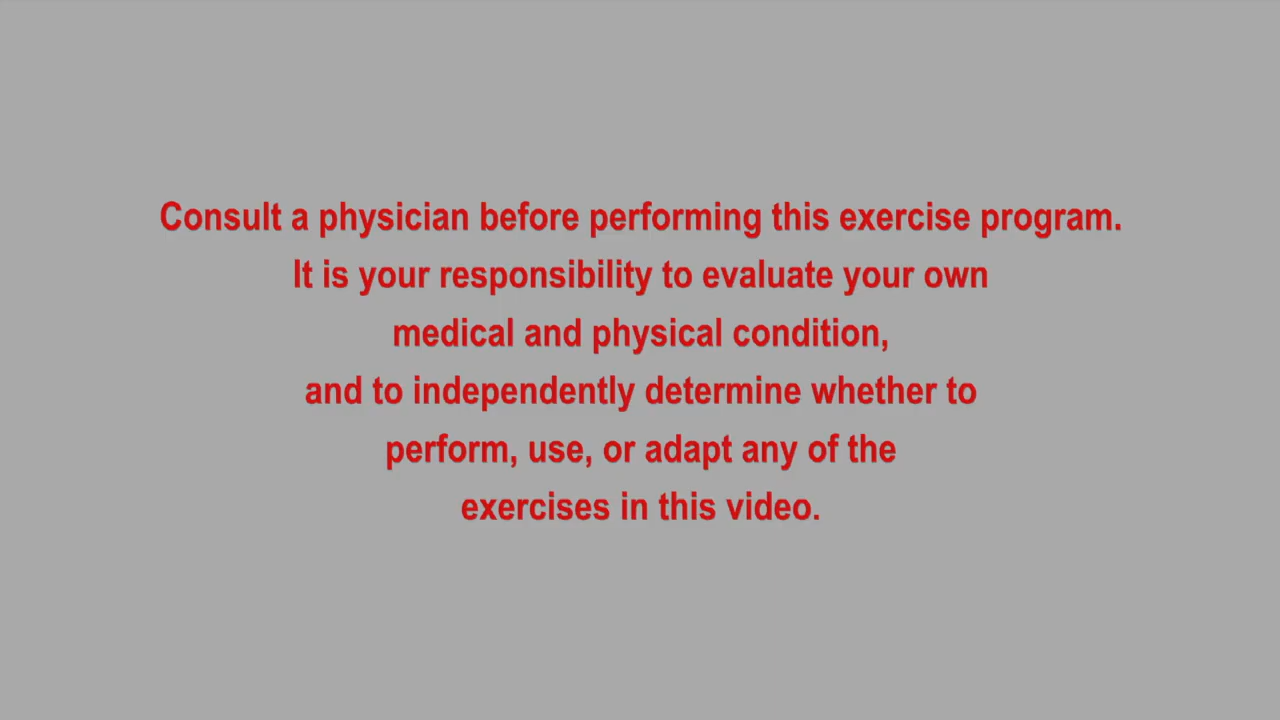 Consult a physician before performing this exercise program.
It is your responsibility to evaluate your own
medical and physical condition,
and to independently determine whether to
perform, use, or adapt any of the
exercises in this video.